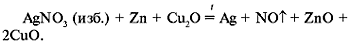 AgNO₃ (изб.) + Zn + Cu₂O =ᵗ Ag + NO↑ + ZnO +
2CuO.